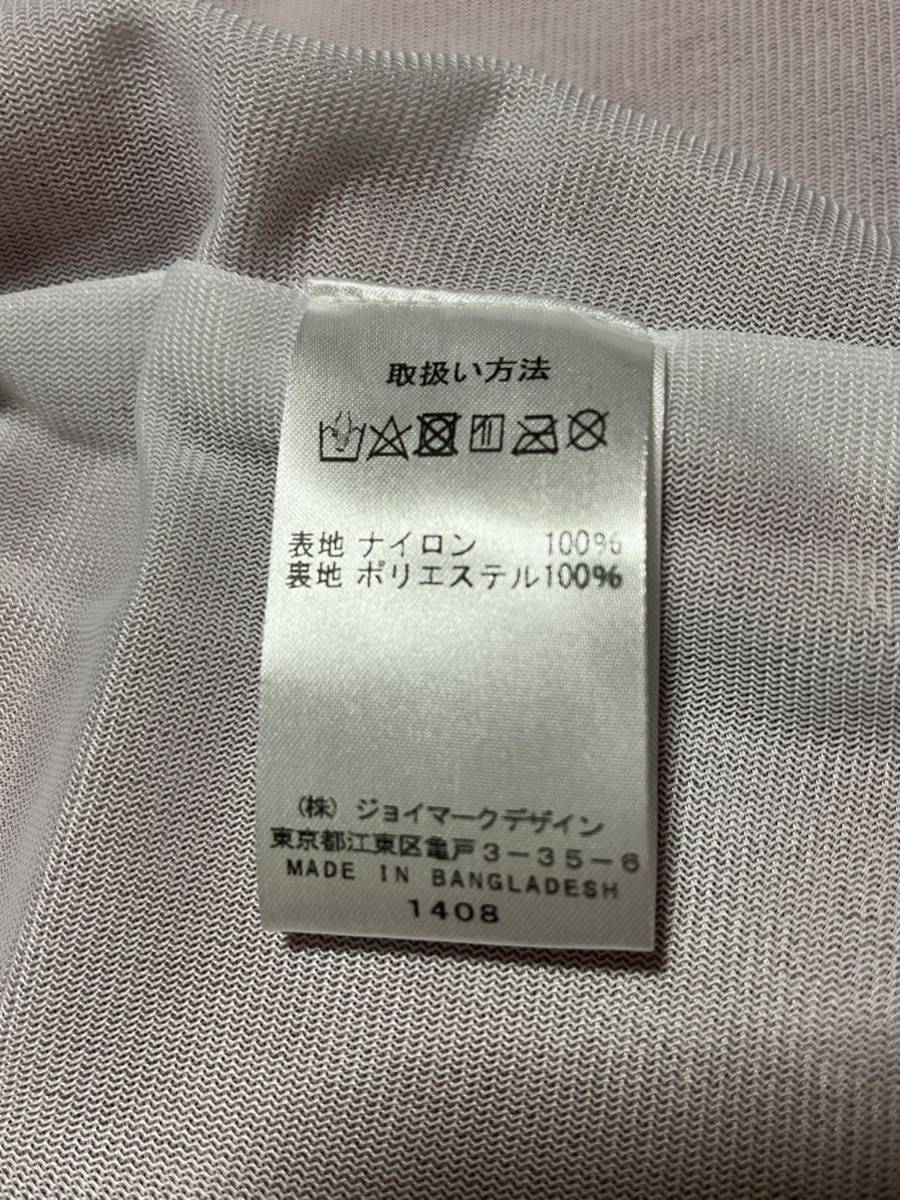 取扱い方法
表地 ナイロン 100%
裏地 ポリエステル100%
(株) ジョイマークデザイン
東京都江東区亀戸3-35-6
MADE IN BANGLADESH
1408